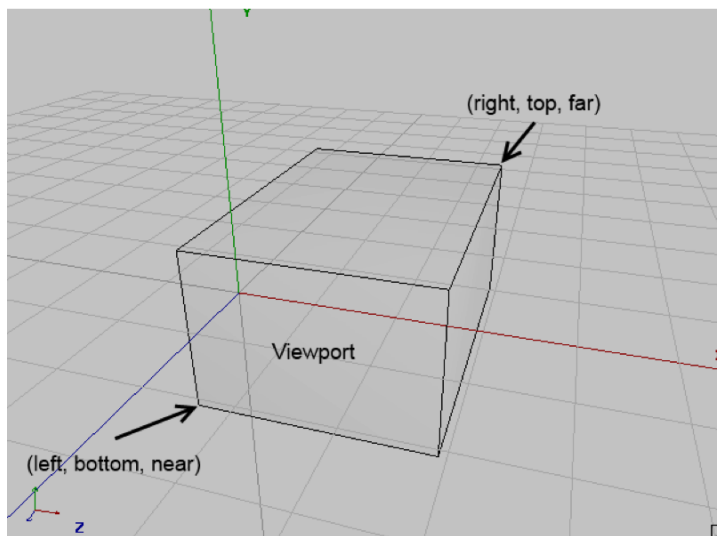 Y
(right, top, far)
Viewport
(left, bottom, near)
Z